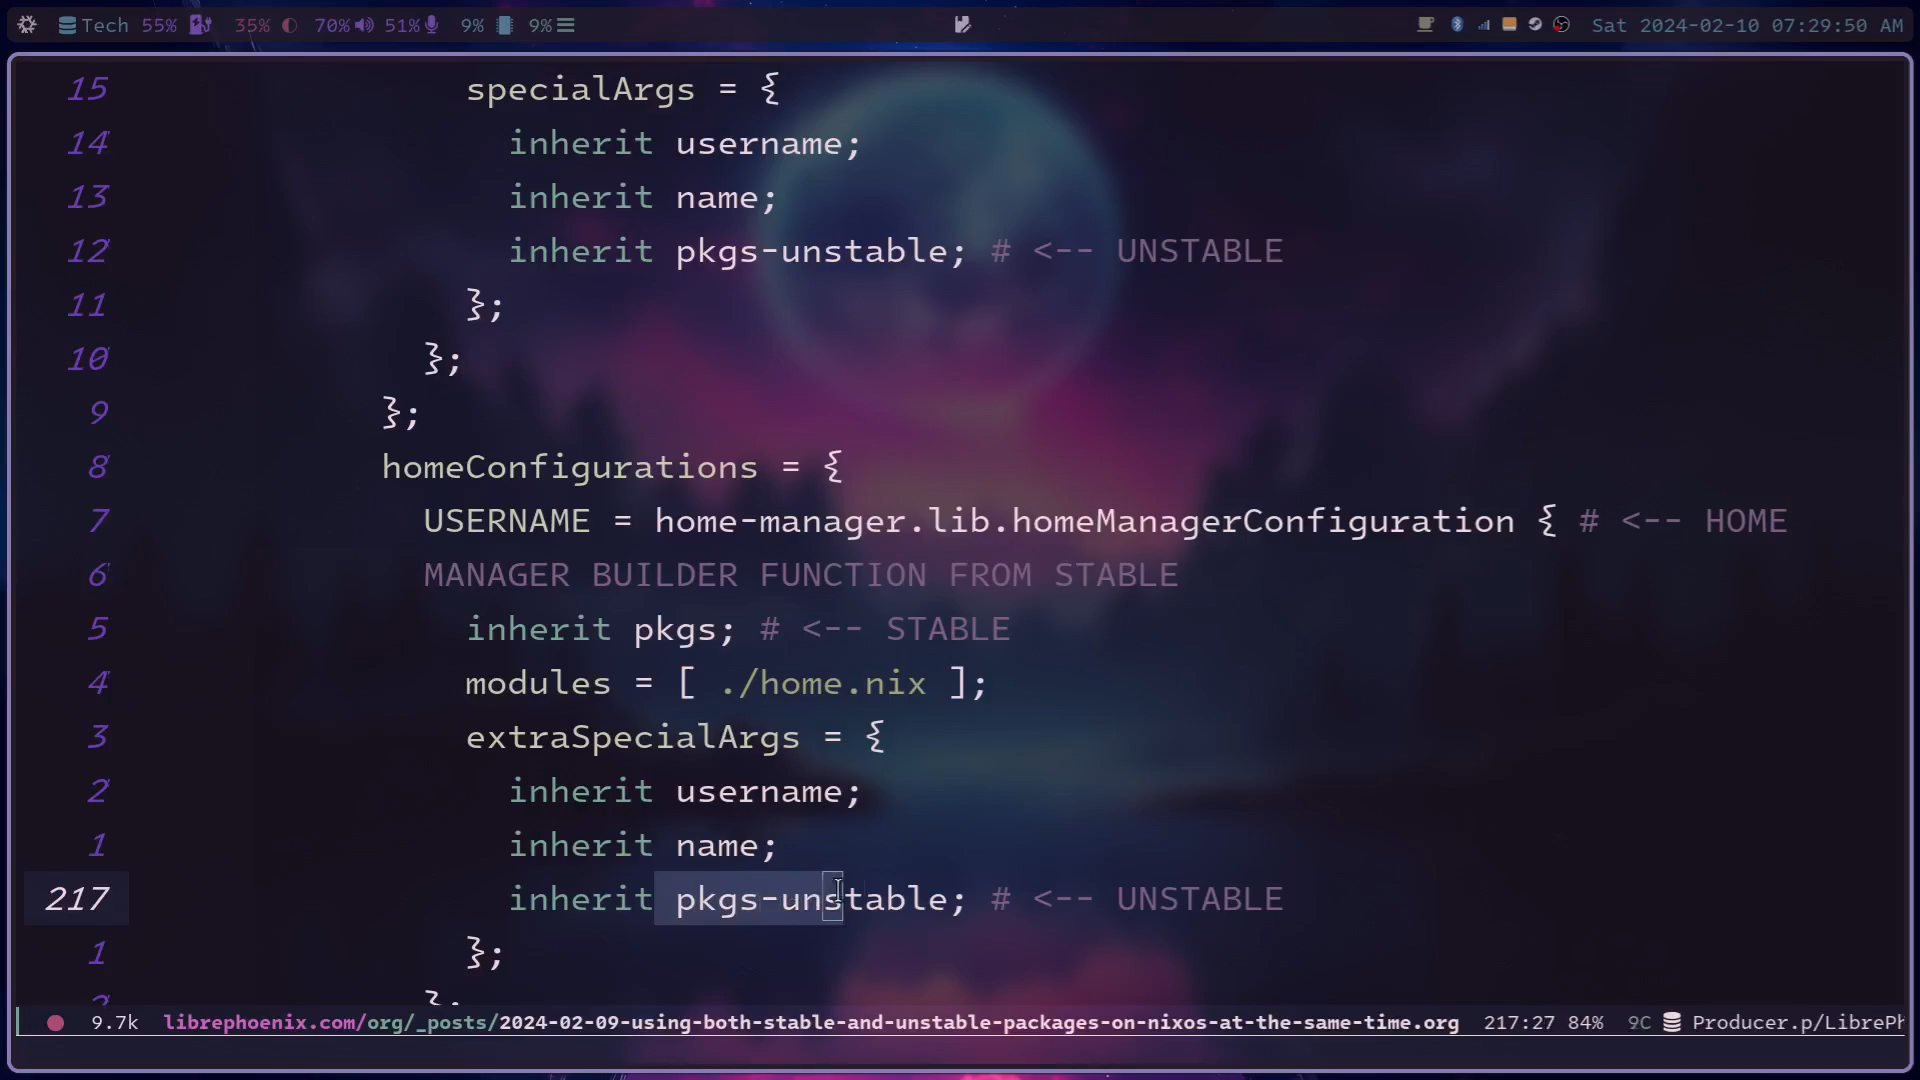 Tech 55% 35% 70% 51% 9% 9% Sat 2024-02-10 07:29:50 AM
15 specialArgs = {
14 inherit username;
13 inherit name;
12 inherit pkgs-unstable; # <-- UNSTABLE
11 };
10 };
9 };
8 homeConfigurations = {
7 USERNAME = home-manager.lib.homeManagerConfiguration { # <-- HOME
6 MANAGER BUILDER FUNCTION FROM STABLE
5 inherit pkgs; # <-- STABLE
4 modules = [ ./home.nix ];
3 extraSpecialArgs = {
2 inherit username;
1 inherit name;
217 inherit pkgs-unstable; # <-- UNSTABLE
1 };
2 };
9.7k librephoenix.com/org/_posts/2024-02-09-using-both-stable-and-unstable-packages-on-nixos-at-the-same-time.org 217:27 84% Producer.p/LibrePh